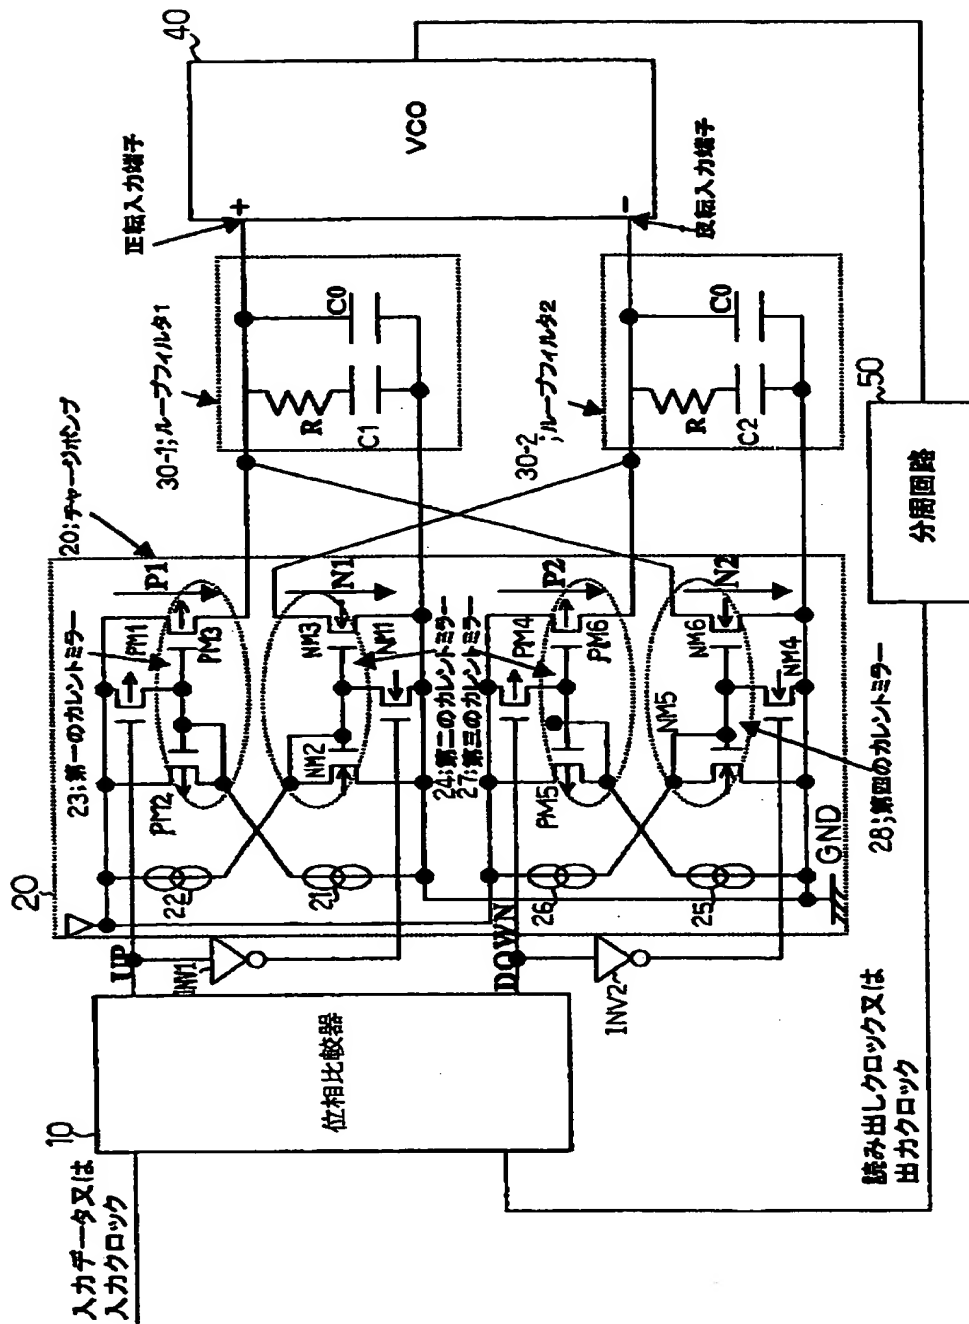 入力データ又は
入力クロック
10
位相比較器
UP
INV1
DOWN
INV2
読み出しクロック又は
出力クロック
20
20;チャージポンプ
23;第一のカレントミラー
PM1
PM2
PM3
P1
22
21
NM2
NM3
NM1
N1
24;第二のカレントミラー
27;第三のカレントミラー
PM4
PM5
PM6
P2
26
25
NM5
NM6
NM4
N2
GND
28;第四のカレントミラー
30-1;ループフィルタ1
R
C1
C0
30-2
;ループフィルタ2
R
C2
C0
正転入力端子
+
反転入力端子
-
VCO
40
50
分周回路